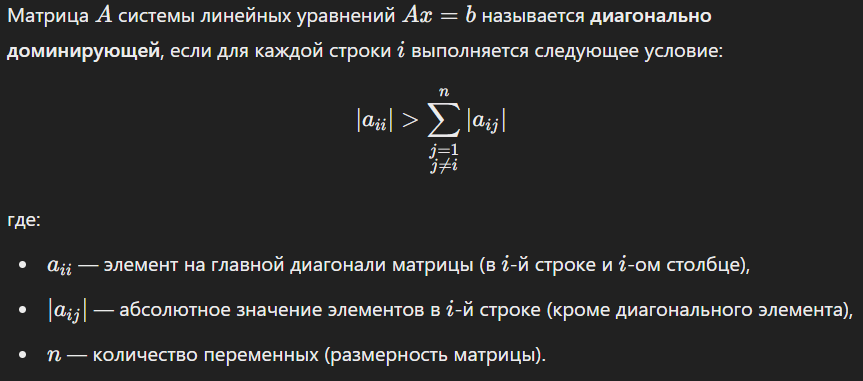 Матрица A системы линейных уравнений Ax = b называется диагонально
доминирующей, если для каждой строки i выполняется следующее условие:
|a_{ii}| > \sum_{\substack{j=1 \\ j \neq i}}^{n} |a_{ij}|
где:
• a_{ii} — элемент на главной диагонали матрицы (в i-й строке и i-ом столбце),
• |a_{ij}| — абсолютное значение элементов в i-й строке (кроме диагонального элемента),
• n — количество переменных (размерность матрицы).